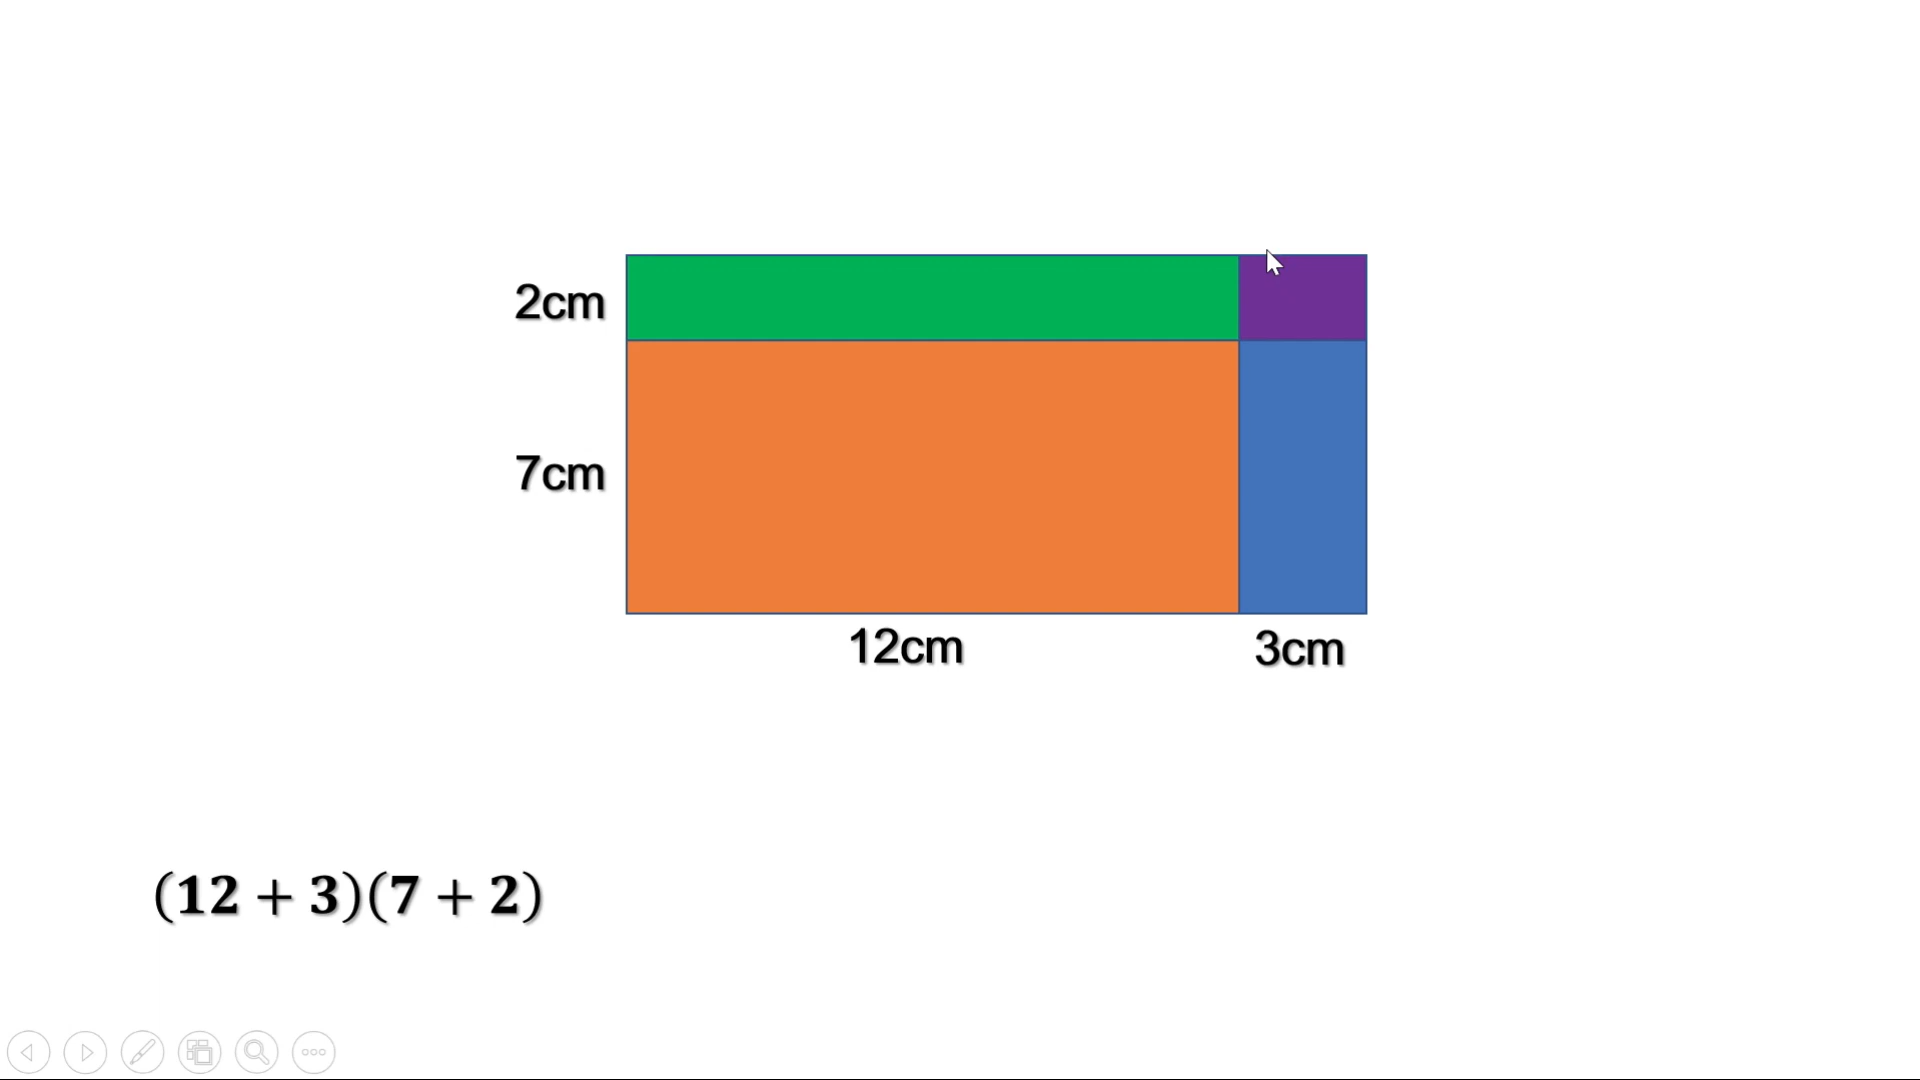 2cm
7cm
12cm
3cm
(12 + 3)(7 + 2)